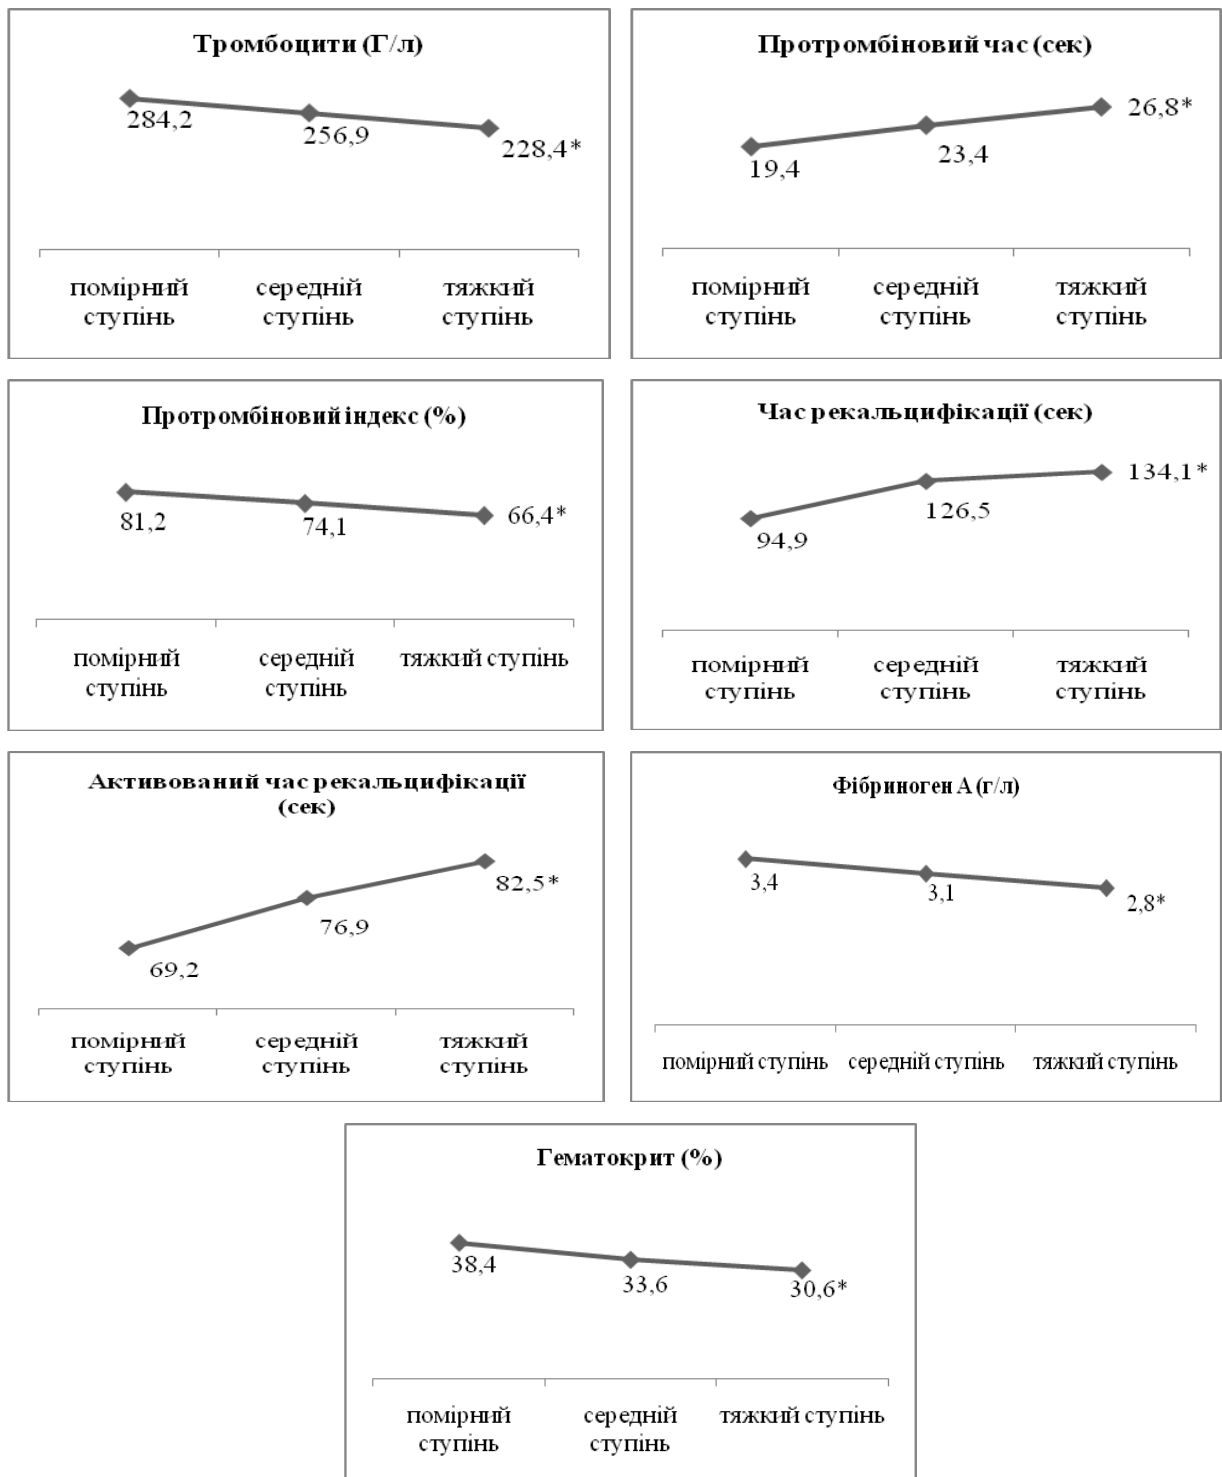 Тромбоцити (Г/л)
284,2
256,9
228,4*
помірний
ступінь
середній
ступінь
тяжкий
ступінь
Протромбіновий час (сек)
19,4
23,4
26,8*
помірний
ступінь
середній
ступінь
тяжкий
ступінь
Протромбіновий індекс (%)
81,2
74,1
66,4*
помірний
ступінь
середній
ступінь
тяжкий ступінь
Час рекальцифікації (сек)
94,9
126,5
134,1*
помірний
ступінь
середній
ступінь
тяжкий
ступінь
Активований час рекальцифікації
(сек)
69,2
76,9
82,5*
помірний
ступінь
середній
ступінь
тяжкий
ступінь
Фібриноген А (г/л)
3,4
3,1
2,8*
помірний ступінь
середній ступінь
тяжкий ступінь
Гематокрит (%)
38,4
33,6
30,6*
помірний
ступінь
середній
ступінь
тяжкий ступінь